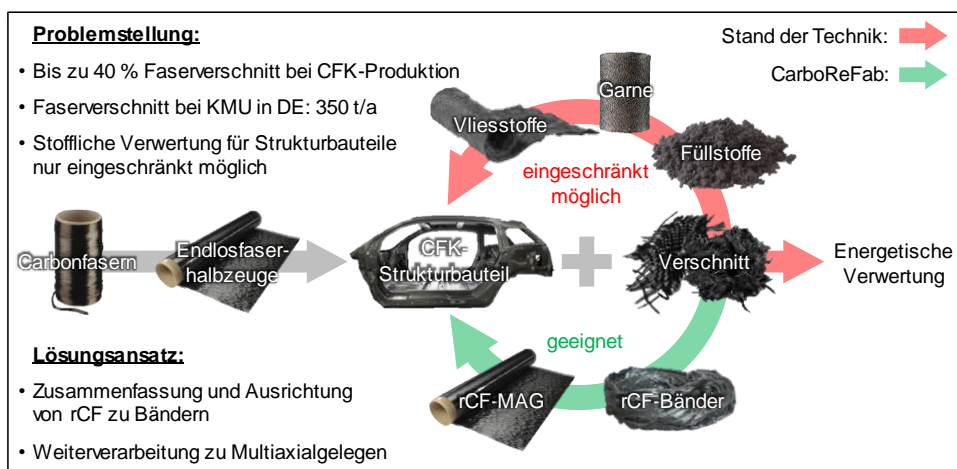 Problemstellung:
• Bis zu 40 % Faserverschnitt bei CFK-Produktion
• Faserverschnitt bei KMU in DE: 350 t/a
• Stoffliche Verwertung für Strukturbauteile
nur eingeschränkt möglich
Stand der Technik:
CarboReFab:
Garne
Vliesstoffe
Füllstoffe
eingeschränkt
möglich
Carbonfasern
Endlosfaser-
halbzeuge
CFK-
Strukturbauteil
Verschnitt
Energetische
Verwertung
geeignet
rCF-MAG
rCF-Bänder
Lösungsansatz:
• Zusammenfassung und Ausrichtung
von rCF zu Bändern
• Weiterverarbeitung zu Multiaxialgelegen